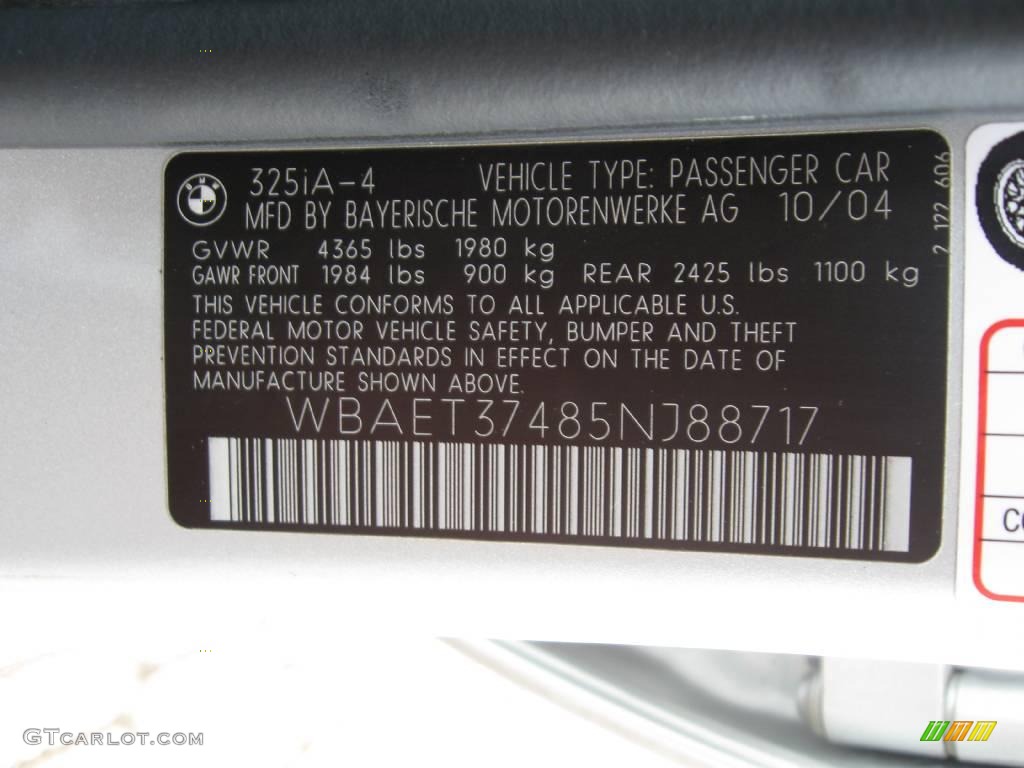 325iA-4 VEHICLE TYPE: PASSENGER CAR
MFD BY BAYERISCHE MOTORENWERKE AG 10/04
GVWR 4365 lbs 1980 kg
GAWR FRONT 1984 lbs 900 kg REAR 2425 lbs 1100 kg
THIS VEHICLE CONFORMS TO ALL APPLICABLE U.S.
FEDERAL MOTOR VEHICLE SAFETY, BUMPER AND THEFT
PREVENTION STANDARDS IN EFFECT ON THE DATE OF
MANUFACTURE SHOWN ABOVE.
WBAET37485NJ88717
2 122 606
BMW
GTCARLOT.COM